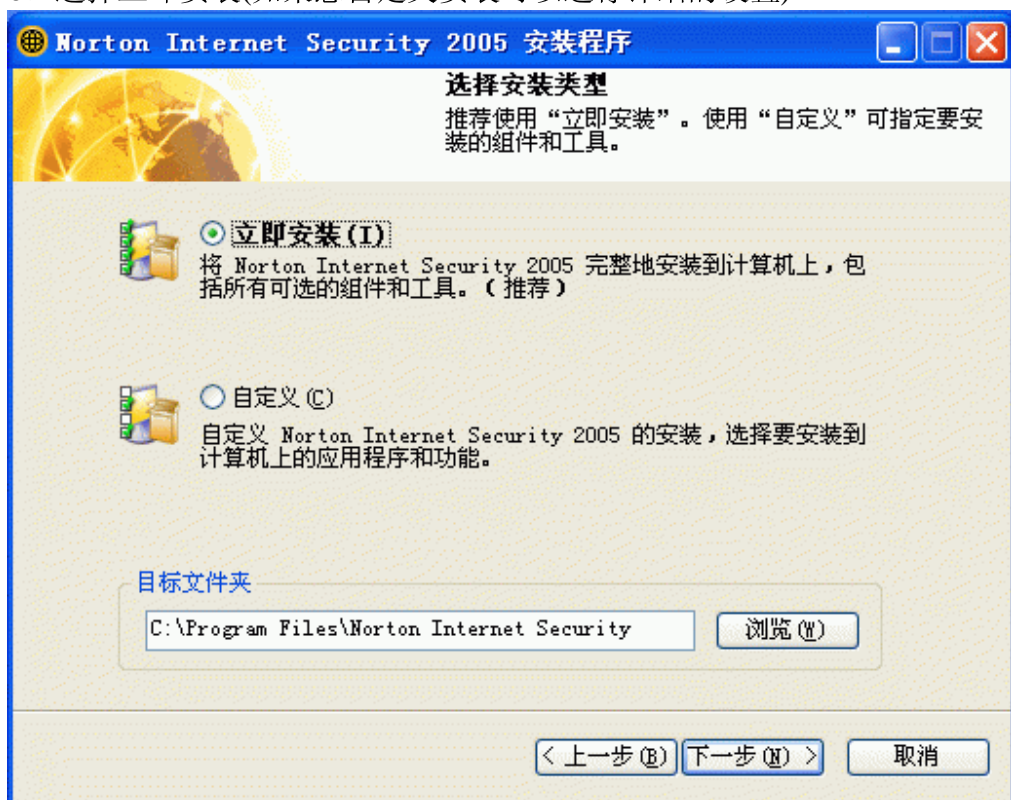 Norton Internet Security 2005 安装程序
选择安装类型
推荐使用“立即安装”。使用“自定义”可指定要安
装的组件和工具。
立即安装(I)
将 Norton Internet Security 2005 完整地安装到计算机上，包
括所有可选的组件和工具。(推荐)
自定义(C)
自定义 Norton Internet Security 2005 的安装，选择要安装到
计算机上的应用程序和功能。
目标文件夹
C:\Program Files\Norton Internet Security
浏览(W)
< 上一步(B) 下一步(N) > 取消